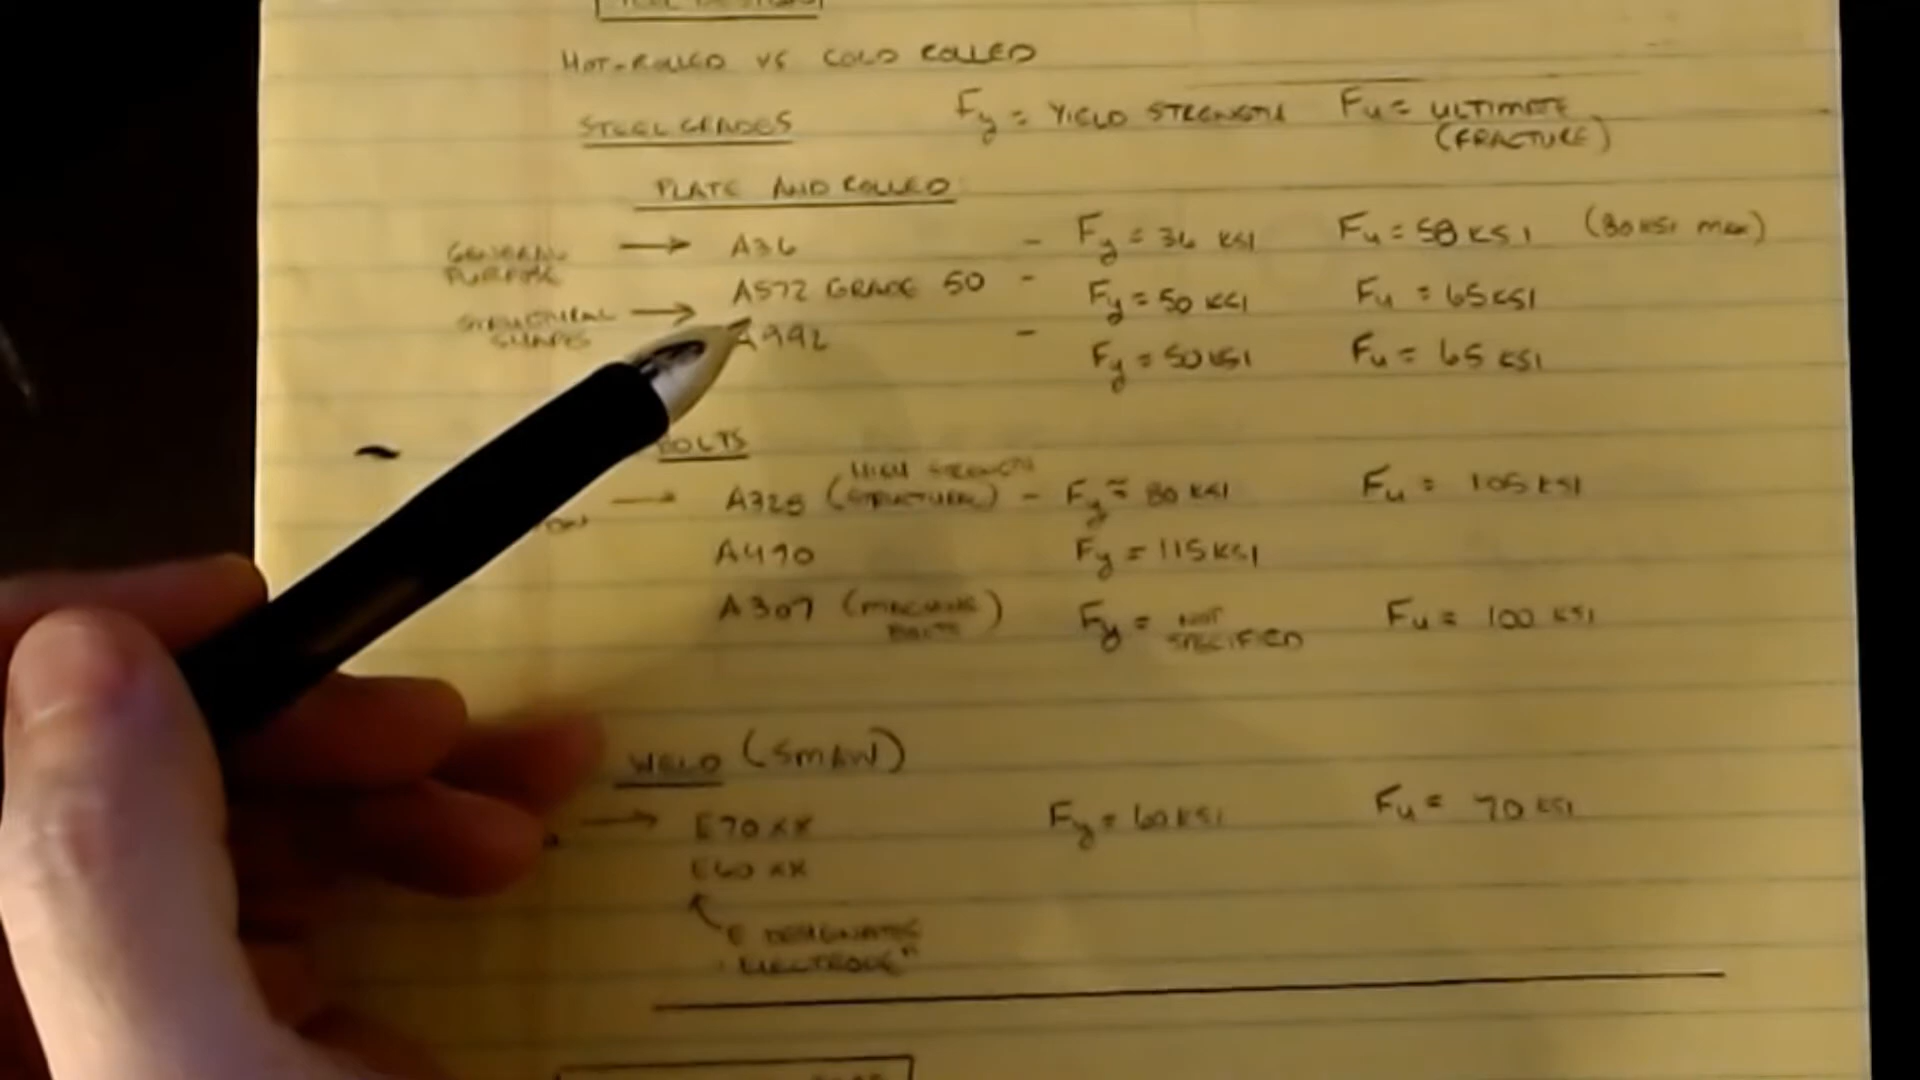 HOT-ROLLED VS COLD ROLLED
STEEL GRADES Fy = YIELD STRENGTH Fu = ULTIMATE
(FRACTURE)
PLATE AND ROLLED
GENERAL PURPOSE → A36 - Fy = 36 KSI Fu = 58 KSI (80 KSI max)
A572 GRADE 50 - Fy = 50 KSI Fu = 65 KSI
STRUCTURAL SHAPES → A992 - Fy = 50 KSI Fu = 65 KSI
BOLTS
HIGH STRENGTH
→ A325 (STRUCTURAL) - Fy ≈ 80 KSI Fu = 105 KSI
A490 Fy = 115 KSI
A307 (MACHINE BOLTS) Fy = NOT SPECIFIED Fu = 100 KSI
WELD (SMAW)
→ E70XX Fy = 60 KSI Fu = 70 KSI
E60XX
E DESIGNATES
ELECTRODE"